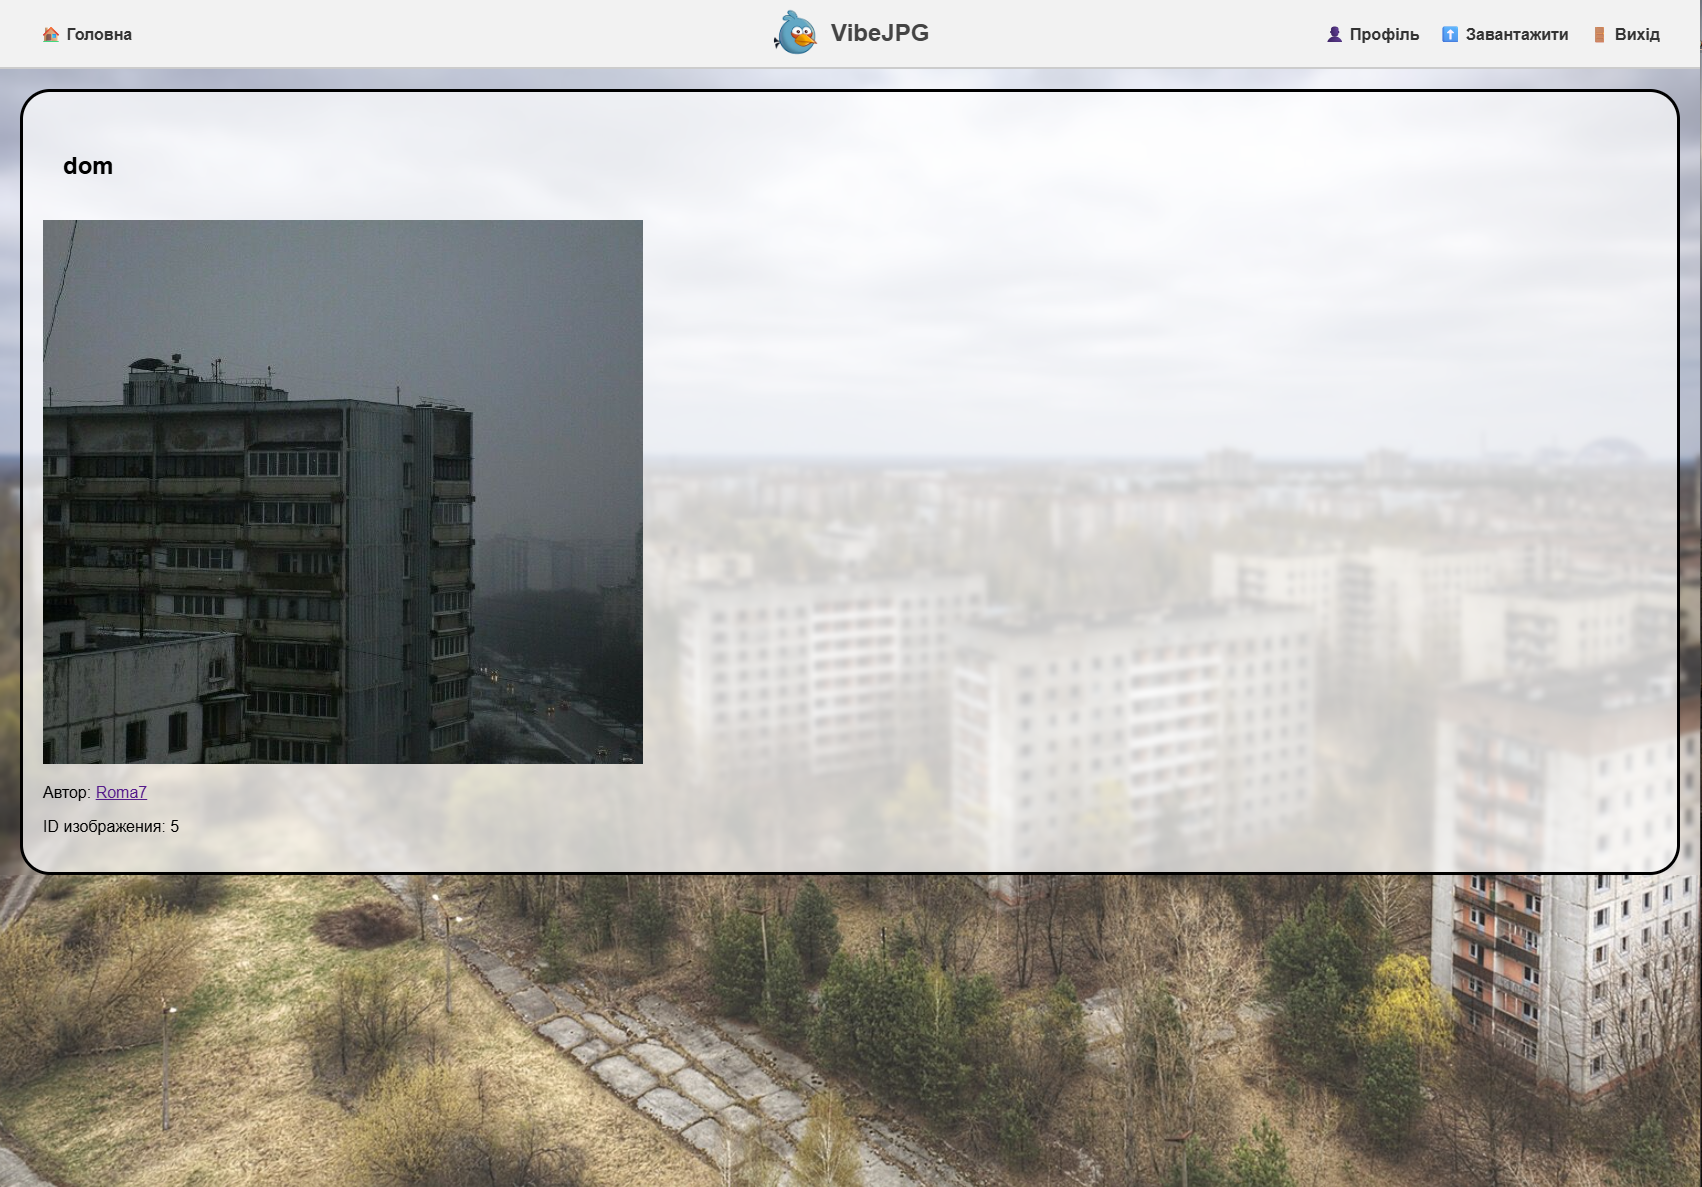 Головна
VibeJPG
Профіль
Завантажити
Вихід
dom
Автор: Roma7
ID изображения: 5